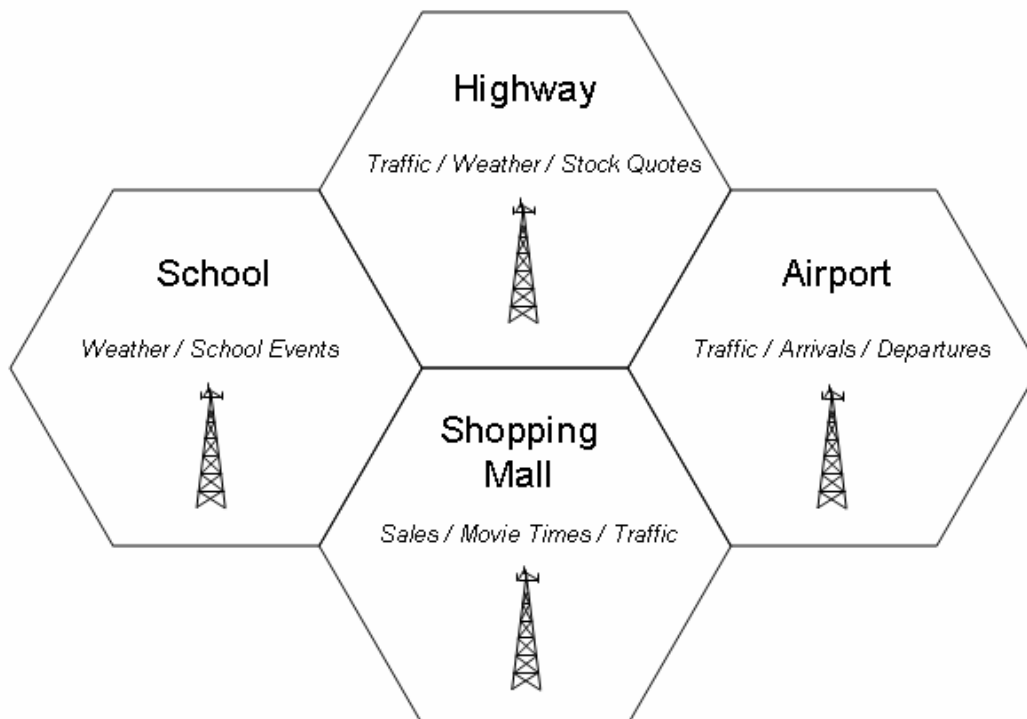 Highway
Traffic / Weather / Stock Quotes
School
Weather / School Events
Airport
Traffic / Arrivals / Departures
Shopping
Mall
Sales / Movie Times / Traffic